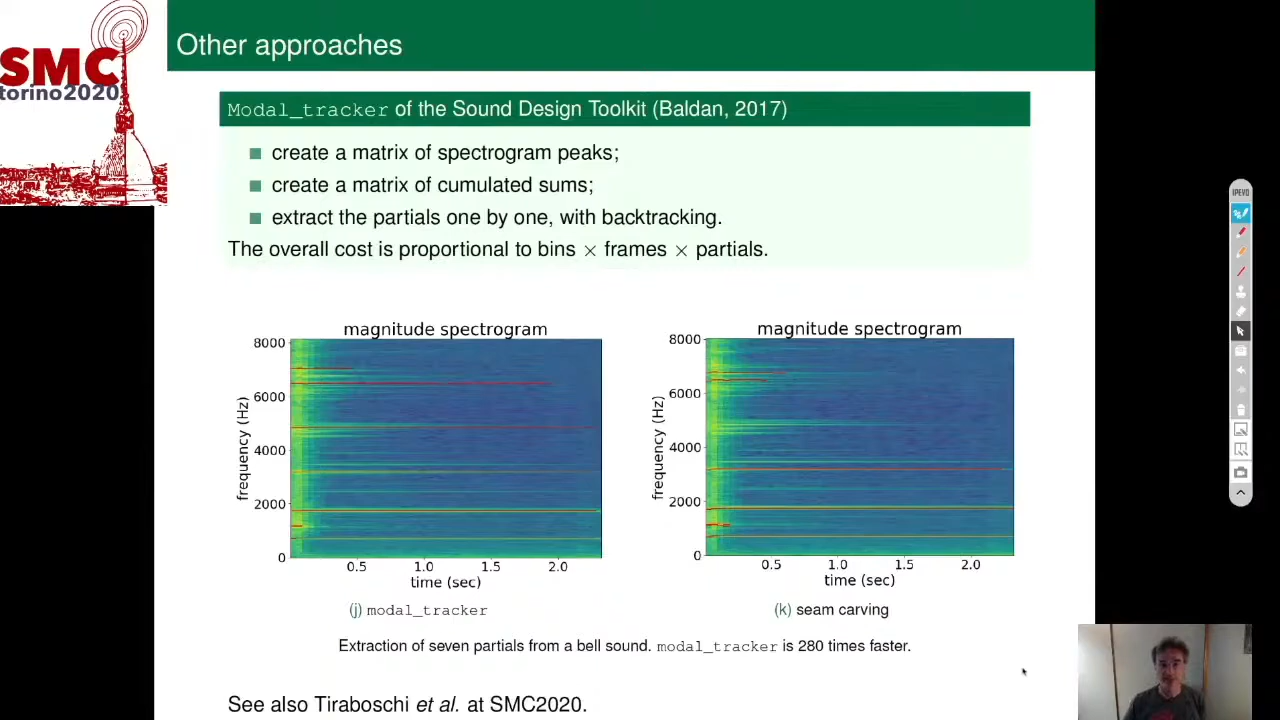 SMC
torino2020
Other approaches
Modal_tracker of the Sound Design Toolkit (Baldan, 2017)
create a matrix of spectrogram peaks;
create a matrix of cumulated sums;
extract the partials one by one, with backtracking.
The overall cost is proportional to bins × frames × partials.
magnitude spectrogram
8000
6000
4000
2000
0
frequency (Hz)
0.5 1.0 1.5 2.0
time (sec)
(j) modal_tracker
magnitude spectrogram
8000
6000
4000
2000
0
frequency (Hz)
0.5 1.0 1.5 2.0
time (sec)
(k) seam carving
Extraction of seven partials from a bell sound. modal_tracker is 280 times faster.
See also Tiraboschi et al. at SMC2020.
IPEVO